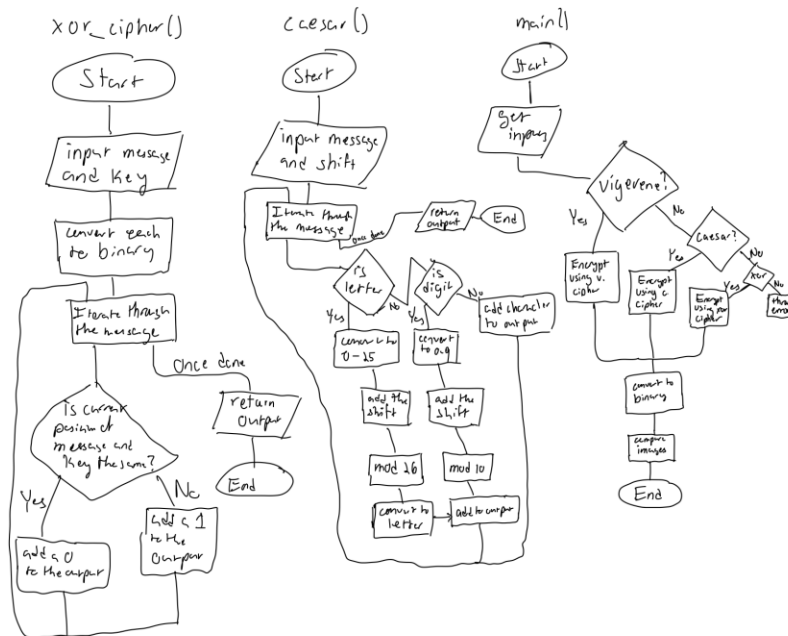 xor_cipher()
Start
input message
and key
convert each
to binary
Iterate through
the message
Once done
return
output
End
is current
position of
message and
key the same?
Yes
No
add a 0
to the output
add a 1
to the
output
caesar()
Start
input message
and shift
Iterate through
the message
once done
return
output
End
is
letter
Yes
No
is
digit
Yes
No
add character
to output
convert to
0-25
add the
shift
mod 26
convert to
letter
convert
to 0-9
add the
shift
mod 10
add to output
main()
Start
get
inputs
vigerene?
Yes
No
Encrypt
using v.
cipher
Caesar?
Yes
No
Encrypt
using c
cipher
xor
Yes
No
Encrypt
using xor
cipher
throw
error
convert to
binary
compare
images
End